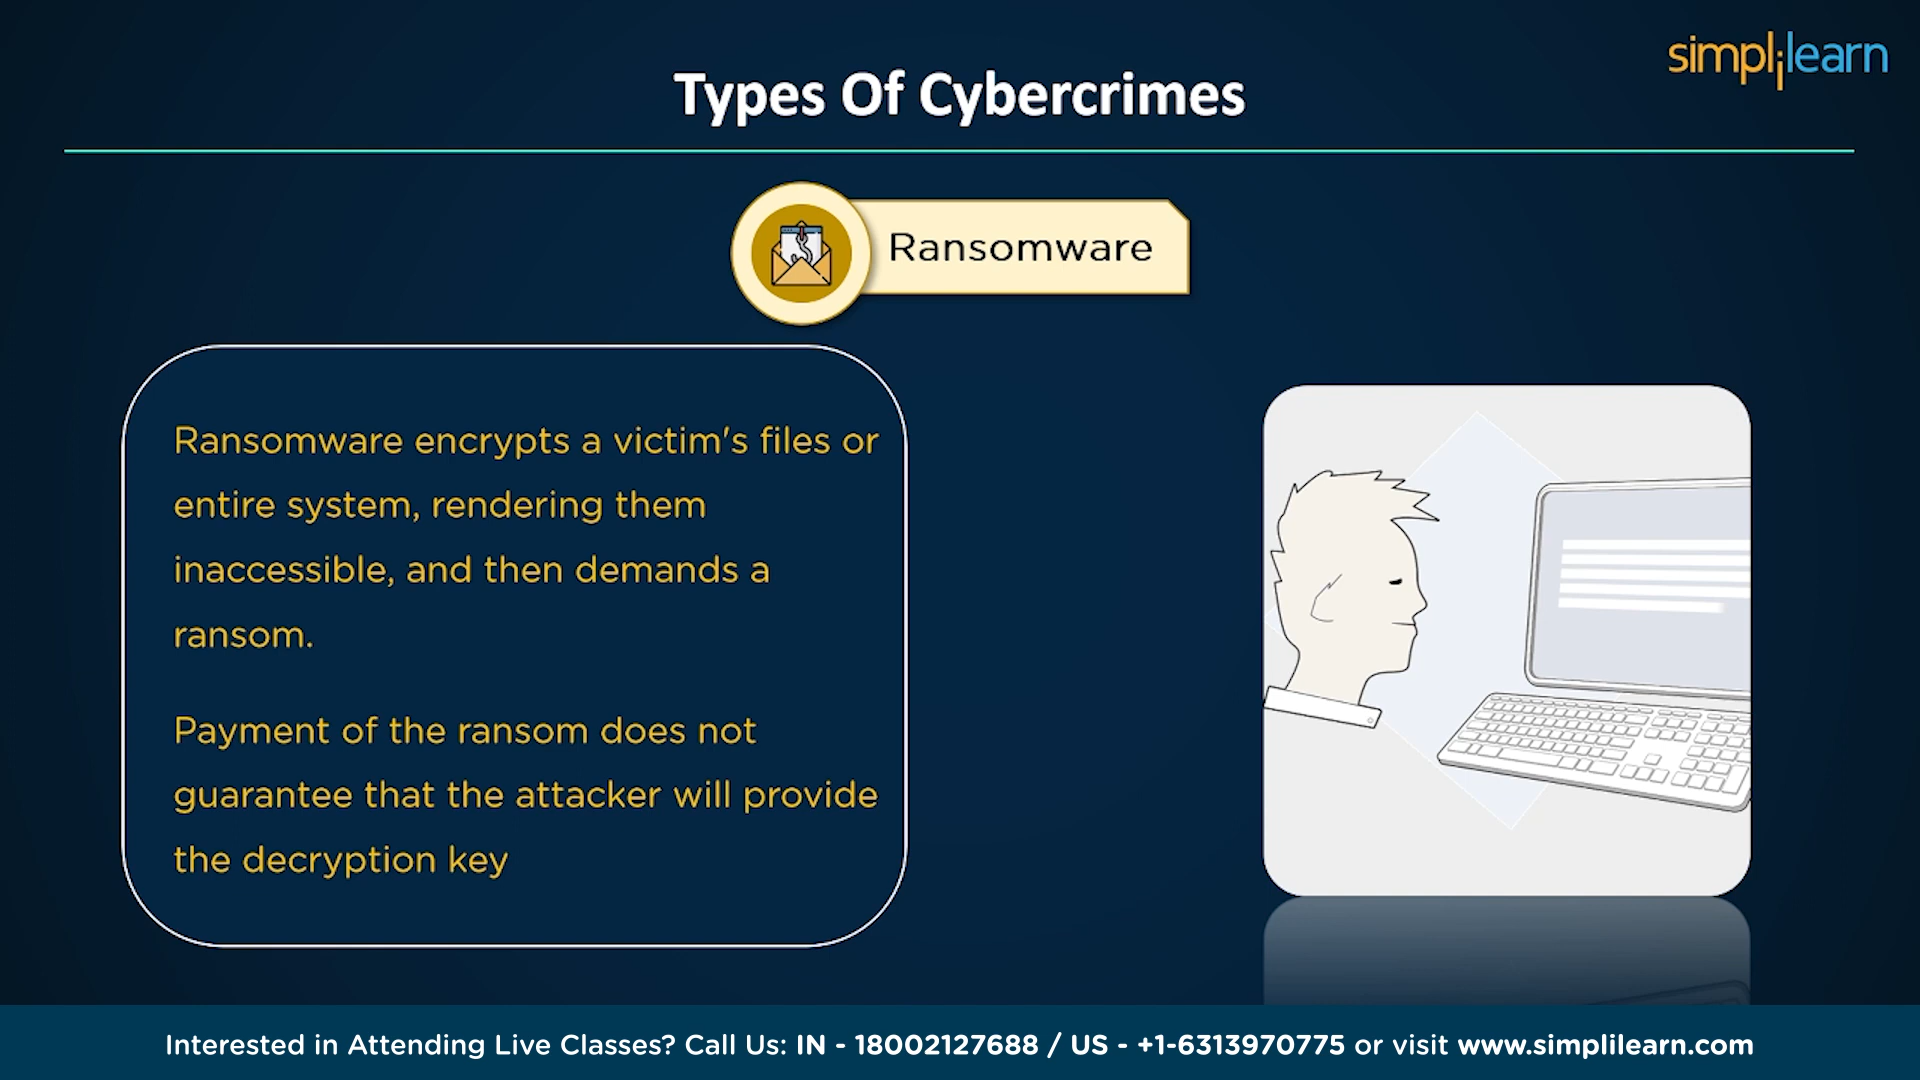 simplilearn
Types Of Cybercrimes
Ransomware
Ransomware encrypts a victim's files or
entire system, rendering them
inaccessible, and then demands a
ransom.
Payment of the ransom does not
guarantee that the attacker will provide
the decryption key
Interested in Attending Live Classes? Call Us: IN - 18002127688 / US - +1-6313970775 or visit www.simplilearn.com